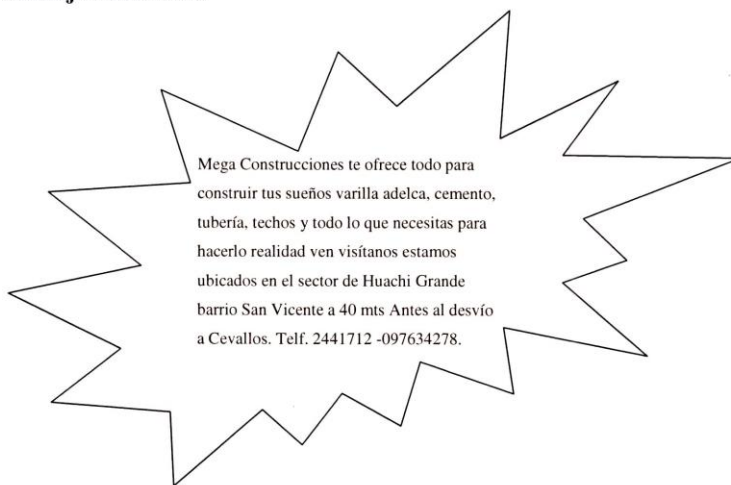 Mega Construcciones te ofrece todo para
construir tus sueños varilla adelca, cemento,
tubería, techos y todo lo que necesitas para
hacerlo realidad ven visítanos estamos
ubicados en el sector de Huachi Grande
barrio San Vicente a 40 mts Antes al desvío
a Cevallos. Telf. 2441712 -097634278.